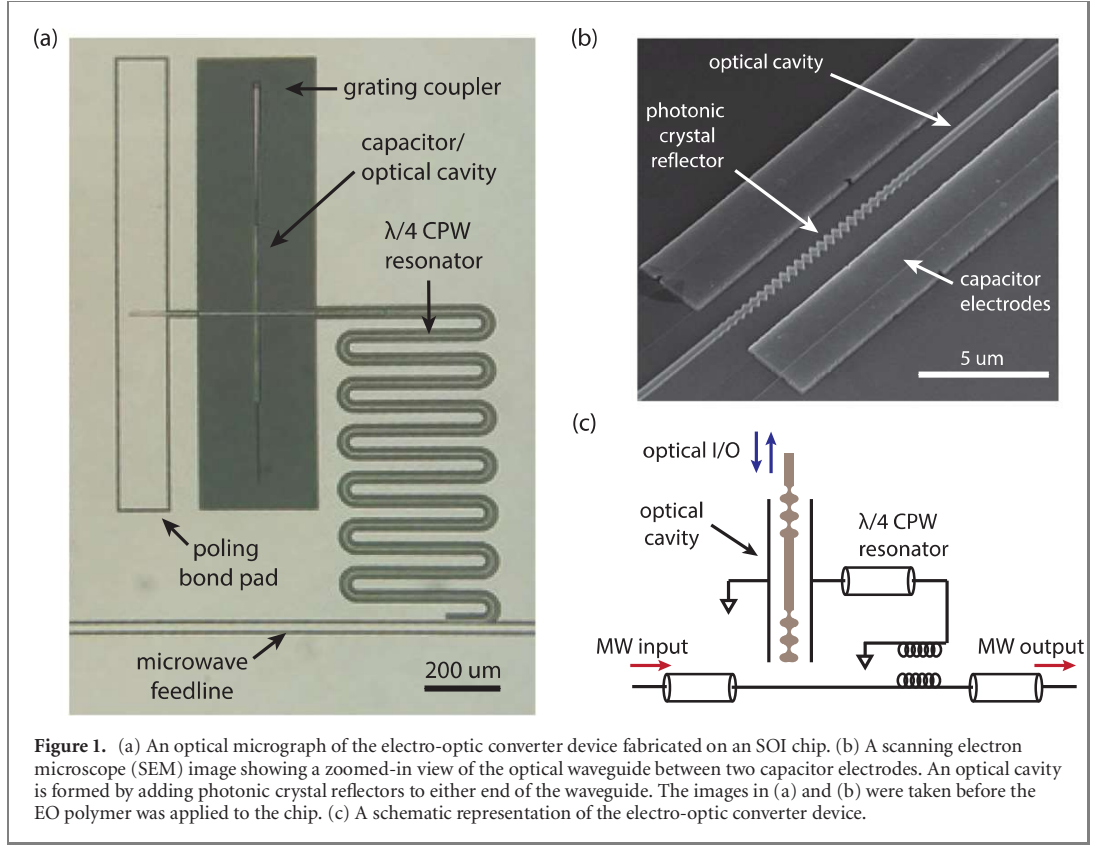 (a)
grating coupler
capacitor/
optical cavity
λ/4 CPW
resonator
poling
bond pad
microwave
feedline
200 um
(b)
optical cavity
photonic
crystal
reflector
capacitor
electrodes
5 um
(c)
optical I/O
optical
cavity
λ/4 CPW
resonator
MW input
MW output
Figure 1. (a) An optical micrograph of the electro-optic converter device fabricated on an SOI chip. (b) A scanning electron
microscope (SEM) image showing a zoomed-in view of the optical waveguide between two capacitor electrodes. An optical cavity
is formed by adding photonic crystal reflectors to either end of the waveguide. The images in (a) and (b) were taken before the
EO polymer was applied to the chip. (c) A schematic representation of the electro-optic converter device.